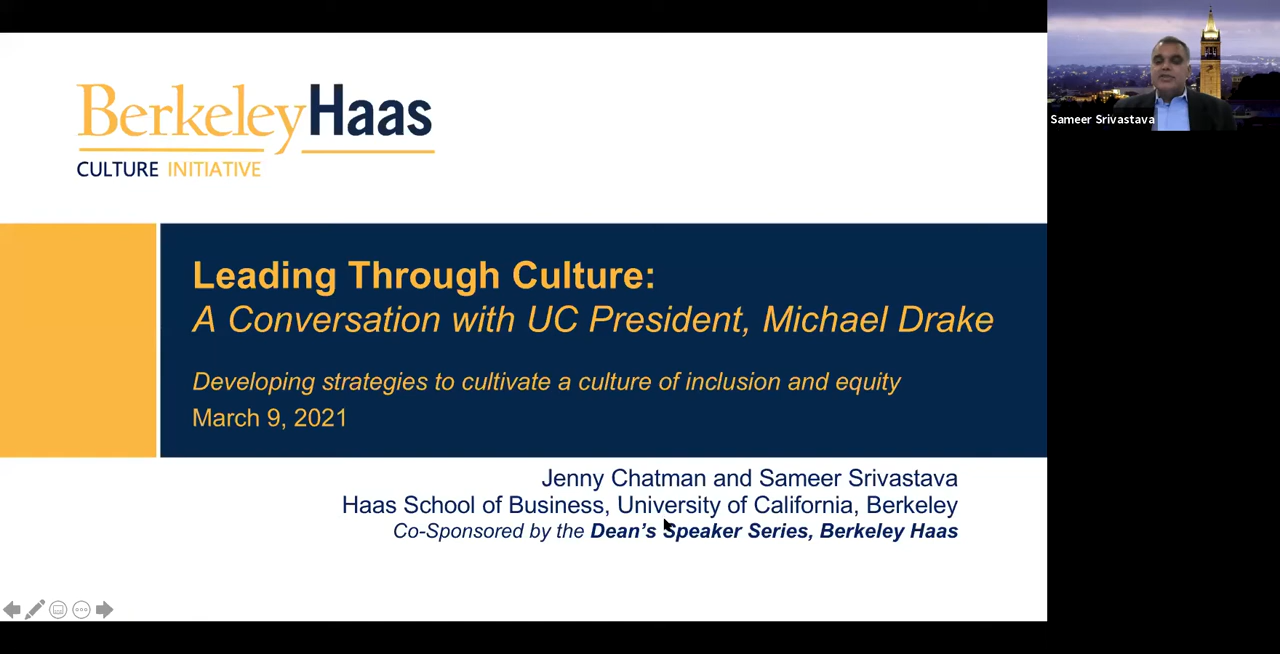 BerkeleyHaas
CULTURE INITIATIVE
Leading Through Culture:
A Conversation with UC President, Michael Drake
Developing strategies to cultivate a culture of inclusion and equity
March 9, 2021
Jenny Chatman and Sameer Srivastava
Haas School of Business, University of California, Berkeley
Co-Sponsored by the Dean’s Speaker Series, Berkeley Haas
Sameer Srivastava